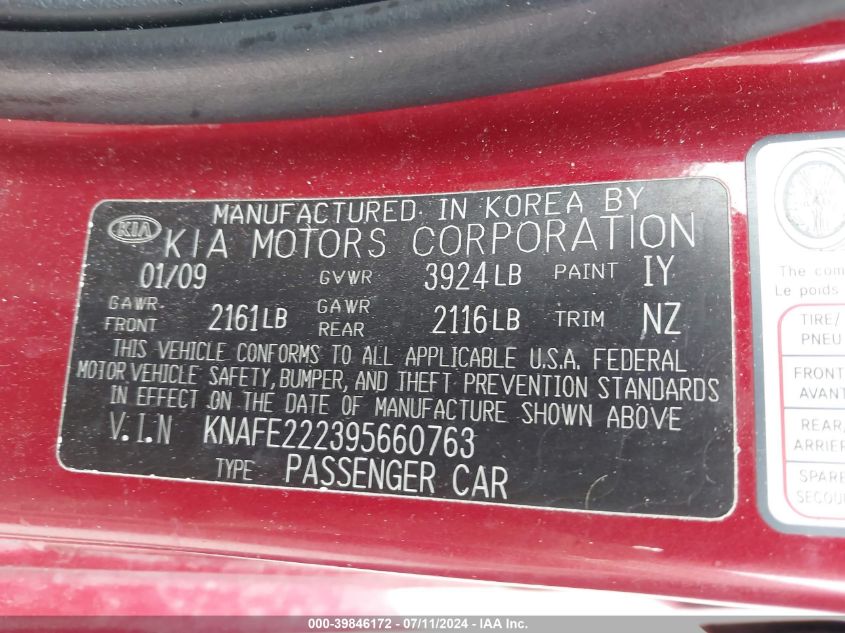 MANUFACTURED IN KOREA BY
KIA KIA MOTORS CORPORATION
01/09 GVWR 3924LB PAINT IY
GAWR FRONT 2161LB GAWR REAR 2116LB TRIM NZ
THIS VEHICLE CONFORMS TO ALL APPLICABLE U.S.A. FEDERAL
MOTOR VEHICLE SAFETY, BUMPER, AND THEFT PREVENTION STANDARDS
IN EFFECT ON THE DATE OF MANUFACTURE SHOWN ABOVE
V.I.N KNAFE222395660763
TYPE PASSENGER CAR
The com
Le poids
TIRE/
PNEU
FRONT
AVANT
REAR/
ARRIER
SPARE
SECOU
000-39846172 - 07/11/2024 - IAA Inc.